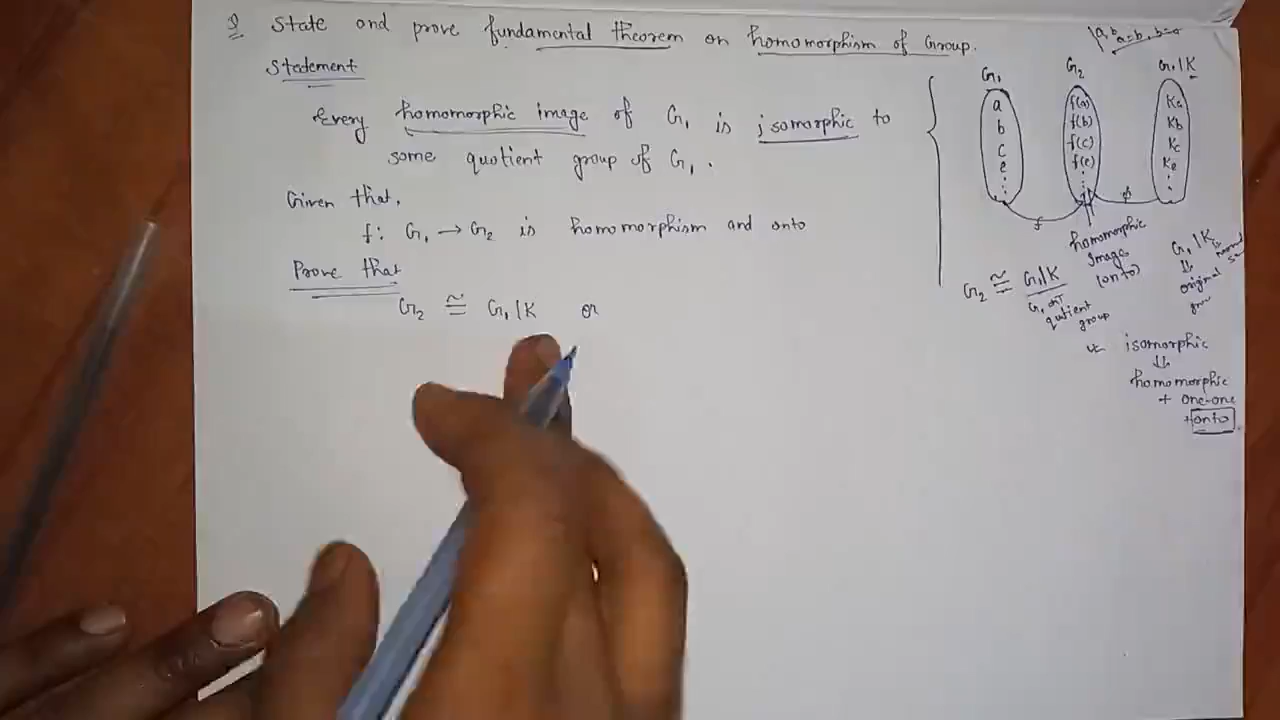 Q State and prove fundamental theorem on homomorphism of Group.
Statement
Every homomorphic image of G1 is isomorphic to
some quotient group of G1.
Given that,
f: G1 → G2 is homomorphism and onto
Prove that
G2 ≅ G1/K or
a, b
a=b, b=a
G1 G2 G1/K
a f(a) Ka
b f(b) Kb
c f(c) Kc
e f(e) Ke
f φ
homomorphic
Image
(onto)
G2 ≅ G1/K
G1 on
qutient
group
G1/K
original
isomorphic
⇓
homomorphic
+ one-one
+ onto